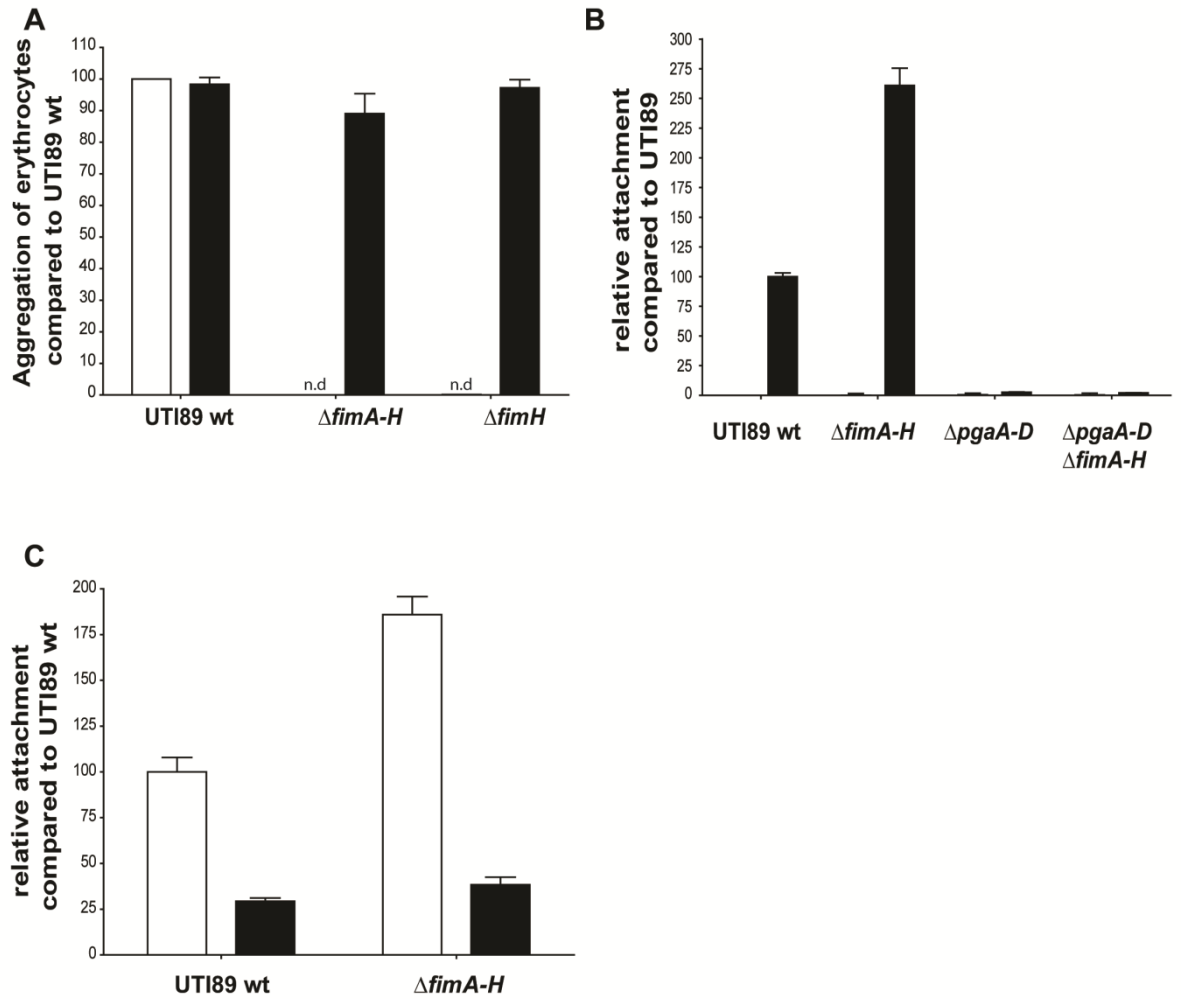 A
Aggregation of erythrocytes
compared to UTI89 wt
110
100
90
80
70
60
50
40
30
20
10
0
n.d
n.d
UTI89 wt
ΔfimA-H
ΔfimH
B
relative attachment
compared to UTI89
300
275
250
225
200
175
150
125
100
75
50
25
0
UTI89 wt
ΔfimA-H
ΔpgaA-D
ΔpgaA-D
ΔfimA-H
C
relative attachment
compared to UTI89 wt
200
175
150
125
100
75
50
25
0
UTI89 wt
ΔfimA-H